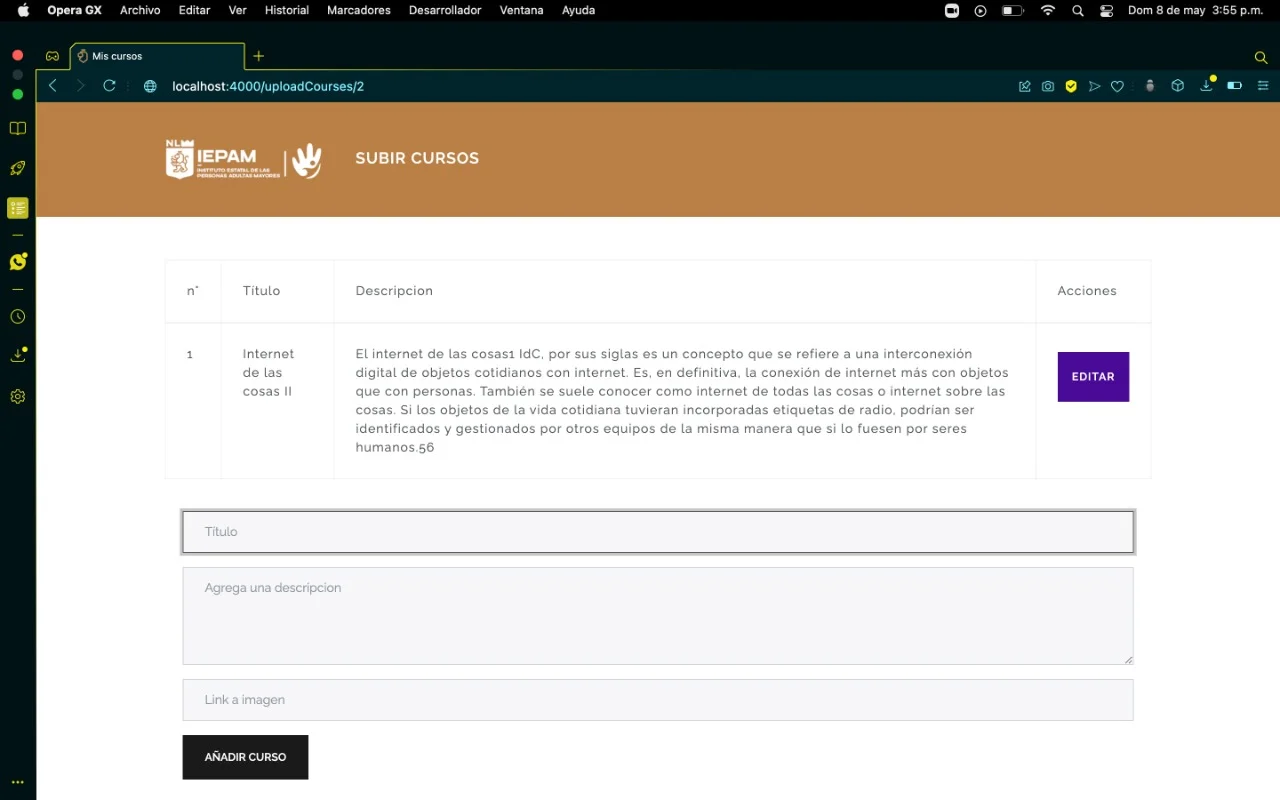 Opera GX Archivo Editar Ver Historial Marcadores Desarrollador Ventana Ayuda Dom 8 de may 3:55 p.m.
Mis cursos
localhost:4000/uploadCourses/2
NL
IEPAM
INSTITUTO ESTATAL DE LAS
PERSONAS ADULTAS MAYORES
SUBIR CURSOS
n° Título Descripcion Acciones
1 Internet
de las
cosas II
El internet de las cosas1 IdC, por sus siglas es un concepto que se refiere a una interconexión
digital de objetos cotidianos con internet. Es, en definitiva, la conexión de internet más con objetos
que con personas. También se suele conocer como internet de todas las cosas o internet sobre las
cosas. Si los objetos de la vida cotidiana tuvieran incorporadas etiquetas de radio, podrían ser
identificados y gestionados por otros equipos de la misma manera que si lo fuesen por seres
humanos.56
EDITAR
Título
Agrega una descripcion
Link a imagen
AÑADIR CURSO